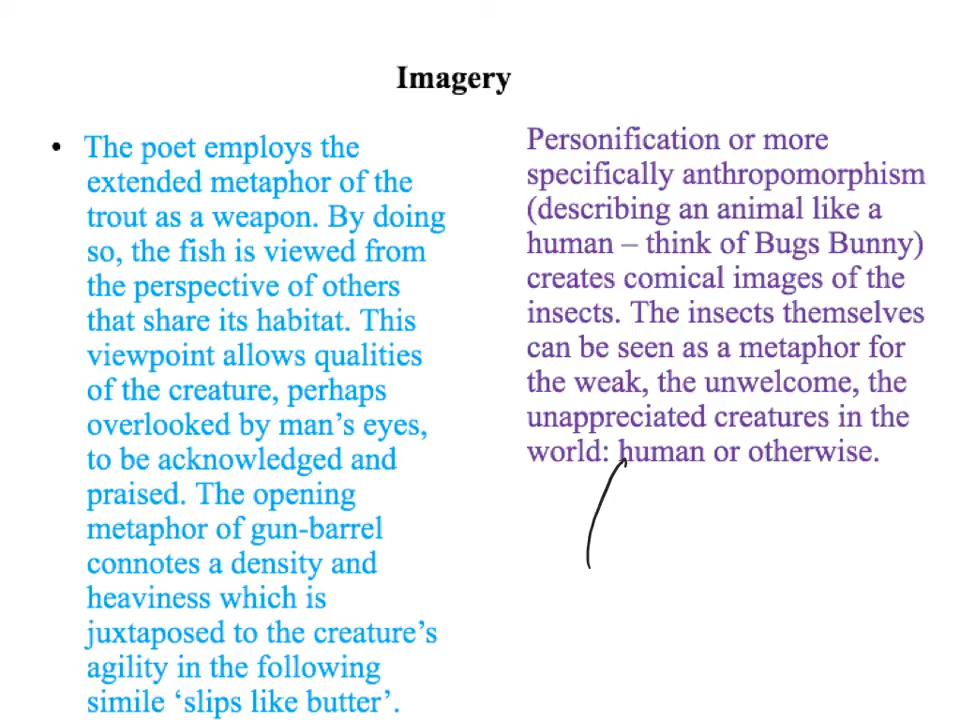 Imagery
• The poet employs the
extended metaphor of the
trout as a weapon. By doing
so, the fish is viewed from
the perspective of others
that share its habitat. This
viewpoint allows qualities
of the creature, perhaps
overlooked by man’s eyes,
to be acknowledged and
praised. The opening
metaphor of gun-barrel
connotes a density and
heaviness which is
juxtaposed to the creature’s
agility in the following
simile ‘slips like butter’.
Personification or more
specifically anthropomorphism
(describing an animal like a
human – think of Bugs Bunny)
creates comical images of the
insects. The insects themselves
can be seen as a metaphor for
the weak, the unwelcome, the
unappreciated creatures in the
world: human or otherwise.